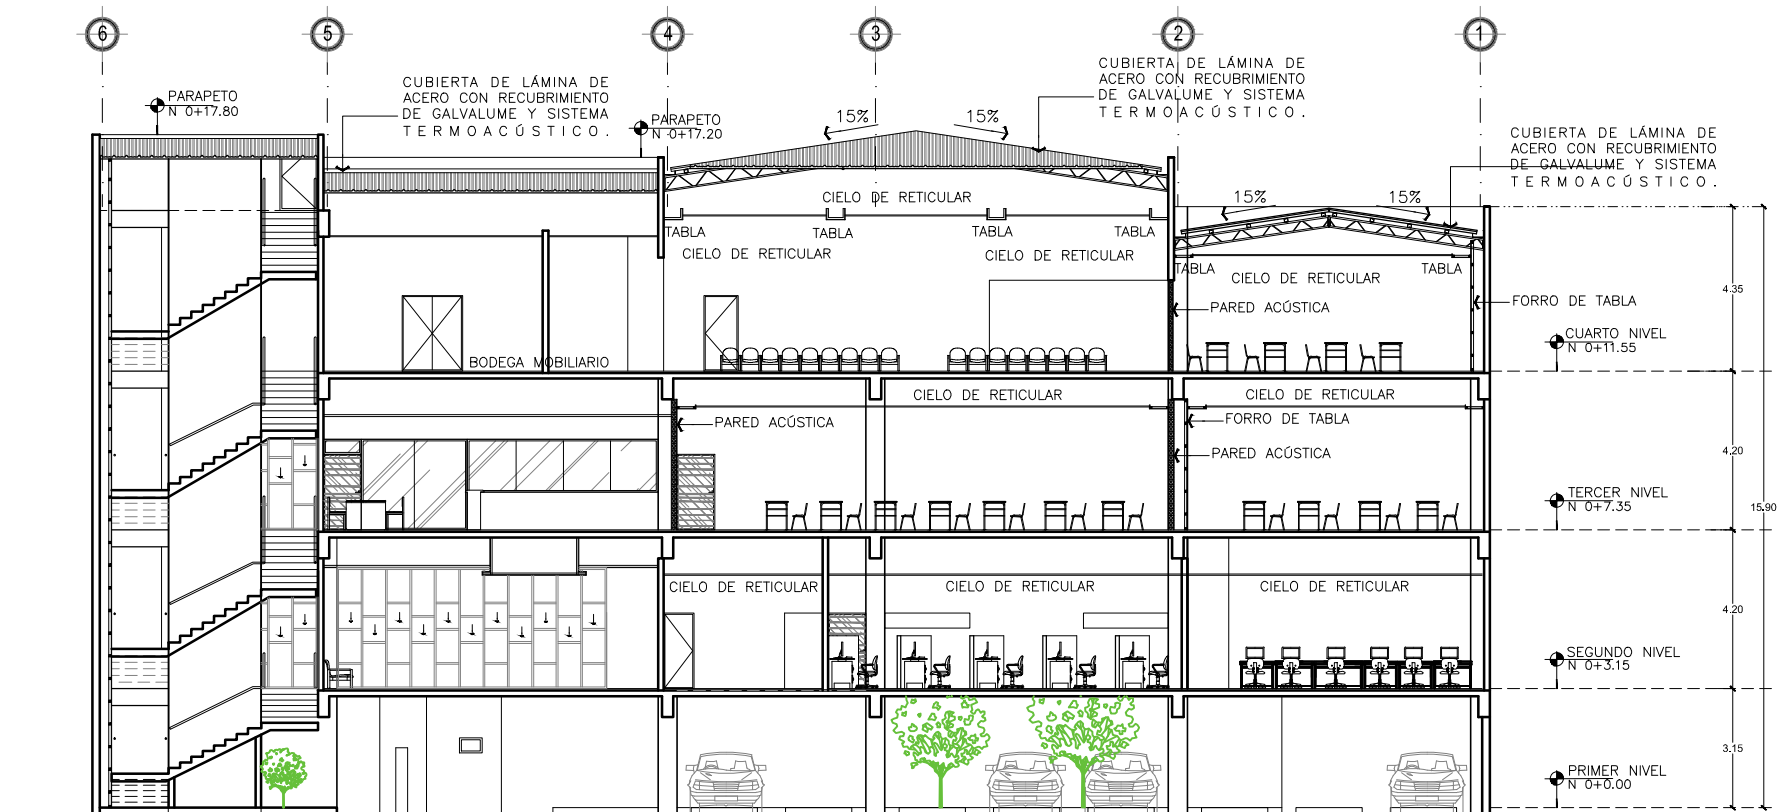 6
5
4
3
2
1
PARAPETO
N 0+17.80
CUBIERTA DE LÁMINA DE
ACERO CON RECUBRIMIENTO
DE GALVALUME Y SISTEMA
TERMOACÚSTICO.
PARAPETO
N 0+17.20
15%
15%
CUBIERTA DE LÁMINA DE
ACERO CON RECUBRIMIENTO
DE GALVALUME Y SISTEMA
TERMOACÚSTICO.
CUBIERTA DE LÁMINA DE
ACERO CON RECUBRIMIENTO
DE GALVALUME Y SISTEMA
TERMOACÚSTICO.
15%
15%
CIELO DE RETICULAR
TABLA
TABLA
TABLA
TABLA
CIELO DE RETICULAR
CIELO DE RETICULAR
TABLA
TABLA
CIELO DE RETICULAR
PARED ACÚSTICA
FORRO DE TABLA
4.35
CUARTO NIVEL
N 0+11.55
BODEGA MOBILIARIO
CIELO DE RETICULAR
CIELO DE RETICULAR
PARED ACÚSTICA
FORRO DE TABLA
PARED ACÚSTICA
4.20
TERCER NIVEL
N 0+7.35
15.90
CIELO DE RETICULAR
CIELO DE RETICULAR
CIELO DE RETICULAR
4.20
SEGUNDO NIVEL
N 0+3.15
3.15
PRIMER NIVEL
N 0+0.00